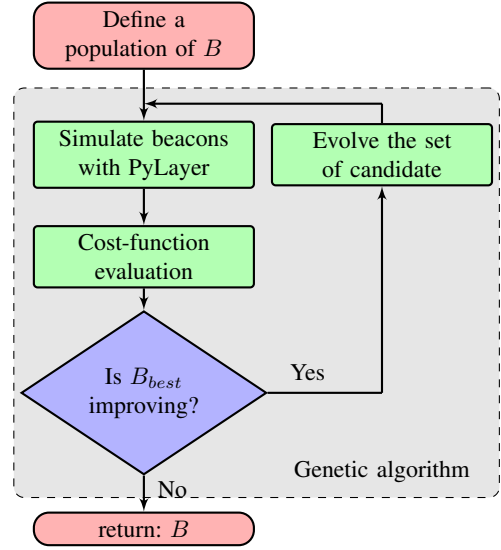 Define a
population of B
Simulate beacons
with PyLayer
Evolve the set
of candidate
Cost-function
evaluation
Is B_best
improving?
Yes
Genetic algorithm
No
return: B